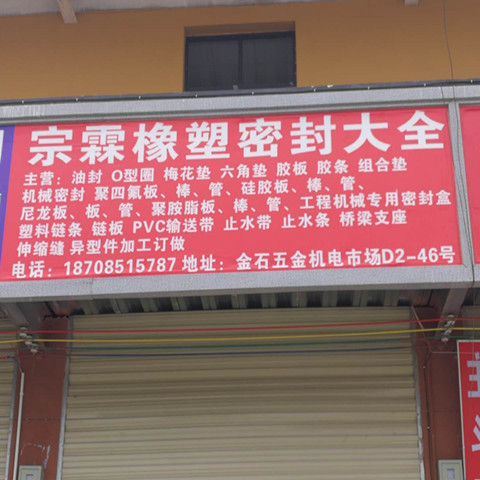 宗霖橡塑密封大全
主营：油封 O型圈 梅花垫 六角垫 胶板 胶条 组合垫
机械密封 聚四氟板、棒、管、硅胶板、棒、管、
尼龙板、板、管、聚胺脂板、棒、管、工程机械专用密封盒
塑料链条 链板 PVC输送带 止水带 止水条 桥梁支座
伸缩缝 异型件加工订做
电话：18708515787 地址：金石五金机电市场D2-46号